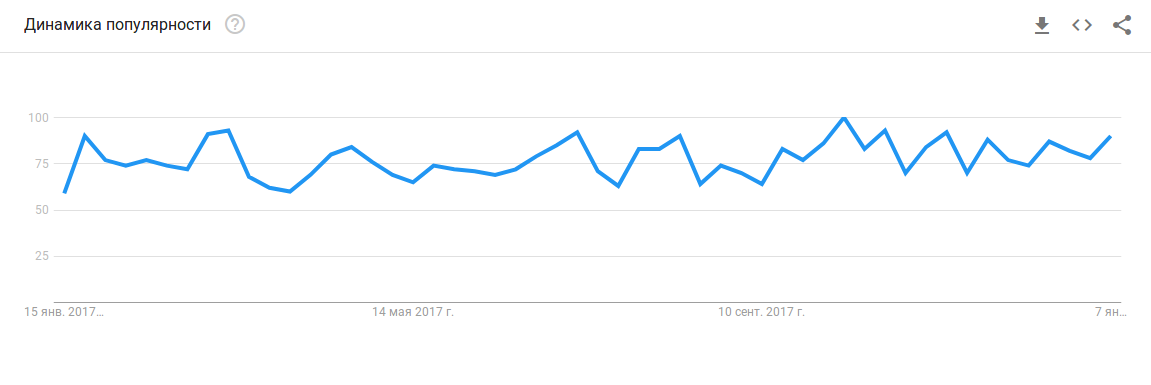 Динамика популярности ?
100
75
50
25
15 янв. 2017…
14 мая 2017 г.
10 сент. 2017 г.
7 ян…